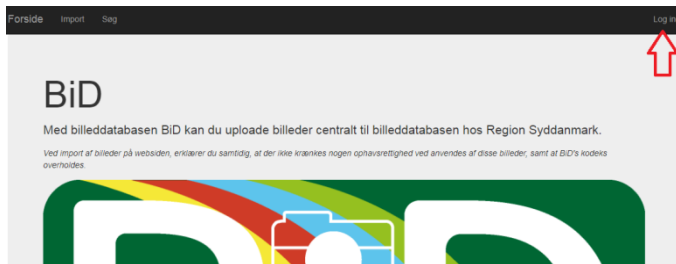 Forside Import Søg Log in
BiD
Med billeddatabasen BiD kan du uploade billeder centralt til billeddatabasen hos Region Syddanmark.
Ved import af billeder på websiden, erklærer du samtidig, at der ikke krænkes nogen ophavsrettighed ved anvendes af disse billeder, samt at BiD's kodeks
overholdes.
BiD